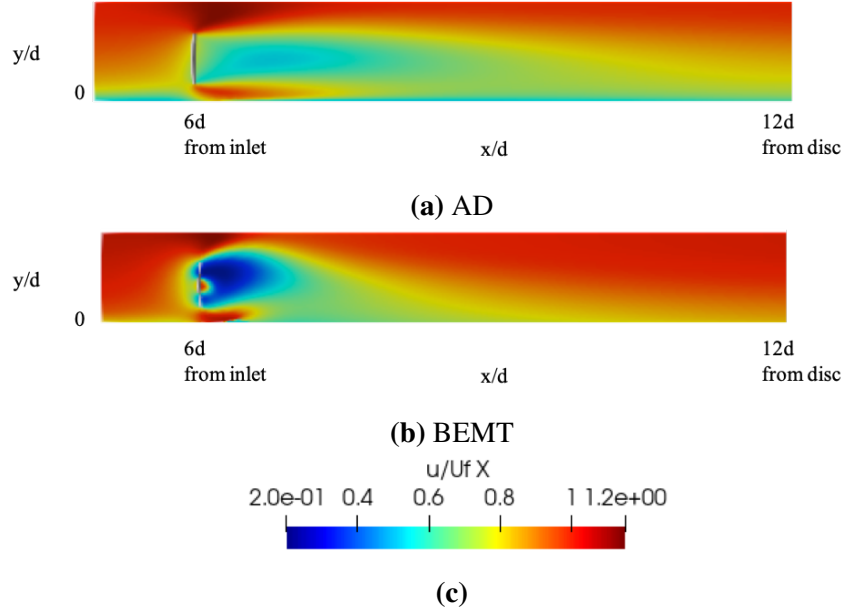 y/d
0
6d
from inlet
x/d
12d
from disc
(a) AD
y/d
0
6d
from inlet
x/d
12d
from disc
(b) BEMT
u/Uf X
2.0e-01 0.4 0.6 0.8 1 1.2e+00
(c)